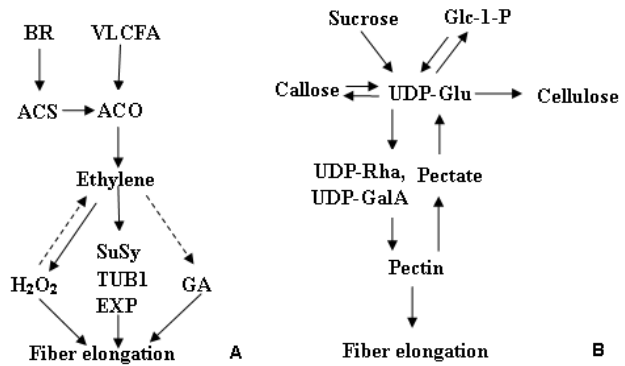 BR VLCFA
ACS ACO
Ethylene
SuSy
H₂O₂ TUB1 GA
EXP
Fiber elongation A
Sucrose Glc-1-P
Callose UDP-Glu Cellulose
UDP-Rha, Pectate
UDP-GalA
Pectin
Fiber elongation B